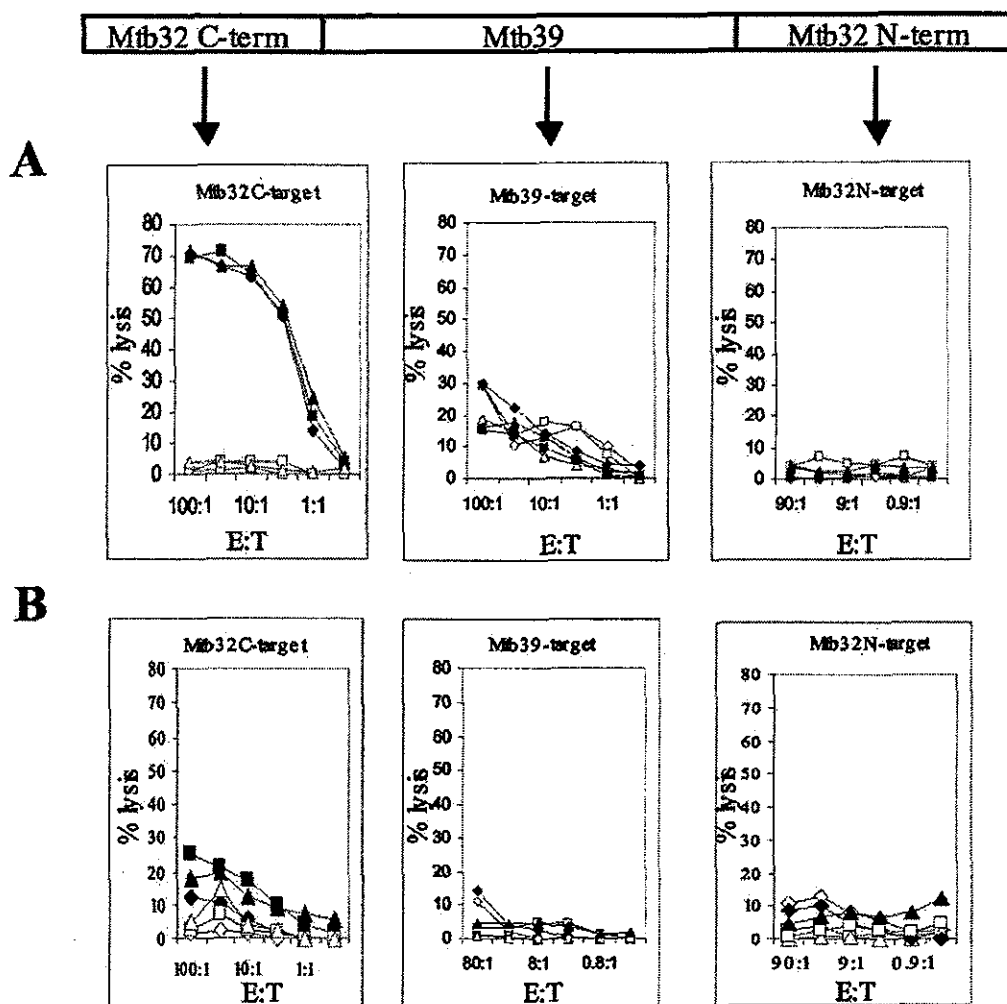 Mtb32 C-term Mtb39 Mtb32 N-term
A
Mtb32C-target Mtb39-target Mtb32N-target
80 80 80
70 70 70
60 60 60
50 50 50
40 40 40
30 30 30
20 20 20
10 10 10
0 0 0
% lysis % lysis % lysis
100:1 10:1 1:1 100:1 10:1 1:1 90:1 9:1 0.9:1
E:T E:T E:T
B
Mtb32C-target Mtb39-target Mtb32N-target
80 80 80
70 70 70
60 60 60
50 50 50
40 40 40
30 30 30
20 20 20
10 10 10
0 0 0
% lysis % lysis % lysis
100:1 10:1 1:1 80:1 8:1 0.8:1 90:1 9:1 0.9:1
E:T E:T E:T